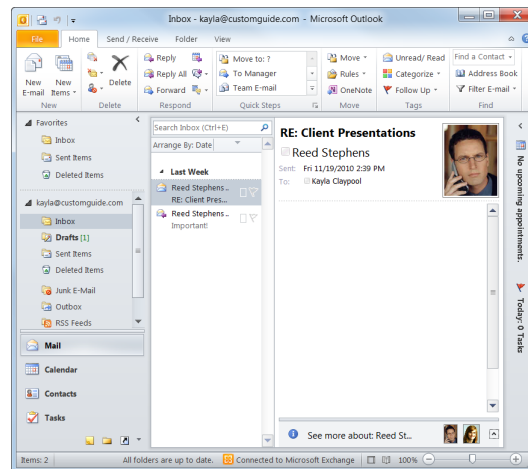 Inbox - kayla@customguide.com - Microsoft Outlook
File Home Send / Receive Folder View
New E-mail
New Items
Delete
Reply
Reply All
Forward
Move to: ?
To Manager
Team E-mail
Move
Rules
OneNote
Unread/ Read
Categorize
Follow Up
Find a Contact
Address Book
Filter E-mail
New Delete Respond Quick Steps Move Tags Find
Favorites
Inbox
Sent Items
Deleted Items
kayla@customguide.com
Inbox
Drafts [1]
Sent Items
Deleted Items
Junk E-Mail
Outbox
RSS Feeds
Mail
Calendar
Contacts
Tasks
Search Inbox (Ctrl+E)
Arrange By: Date
Last Week
Reed Stephens..
RE: Client Pres...
Reed Stephens..
Important!
RE: Client Presentations
Reed Stephens
Sent: Fri 11/19/2010 2:39 PM
To: Kayla Claypool
See more about: Reed St...
No upcoming appointments.
Today: 0 Tasks
Items: 2 All folders are up to date. Connected to Microsoft Exchange 100%